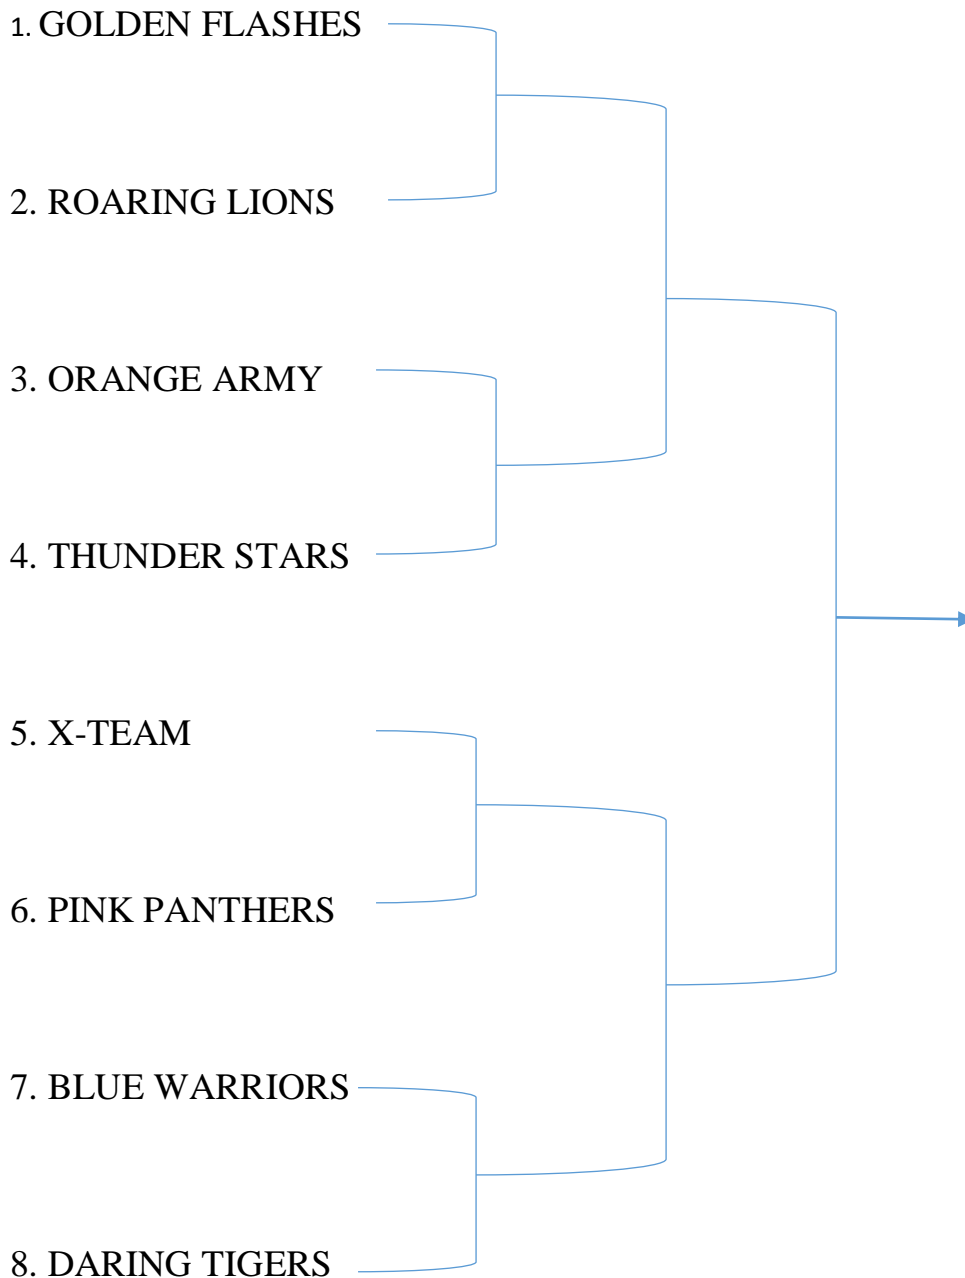 1. GOLDEN FLASHES
2. ROARING LIONS
3. ORANGE ARMY
4. THUNDER STARS
5. X-TEAM
6. PINK PANTHERS
7. BLUE WARRIORS
8. DARING TIGERS